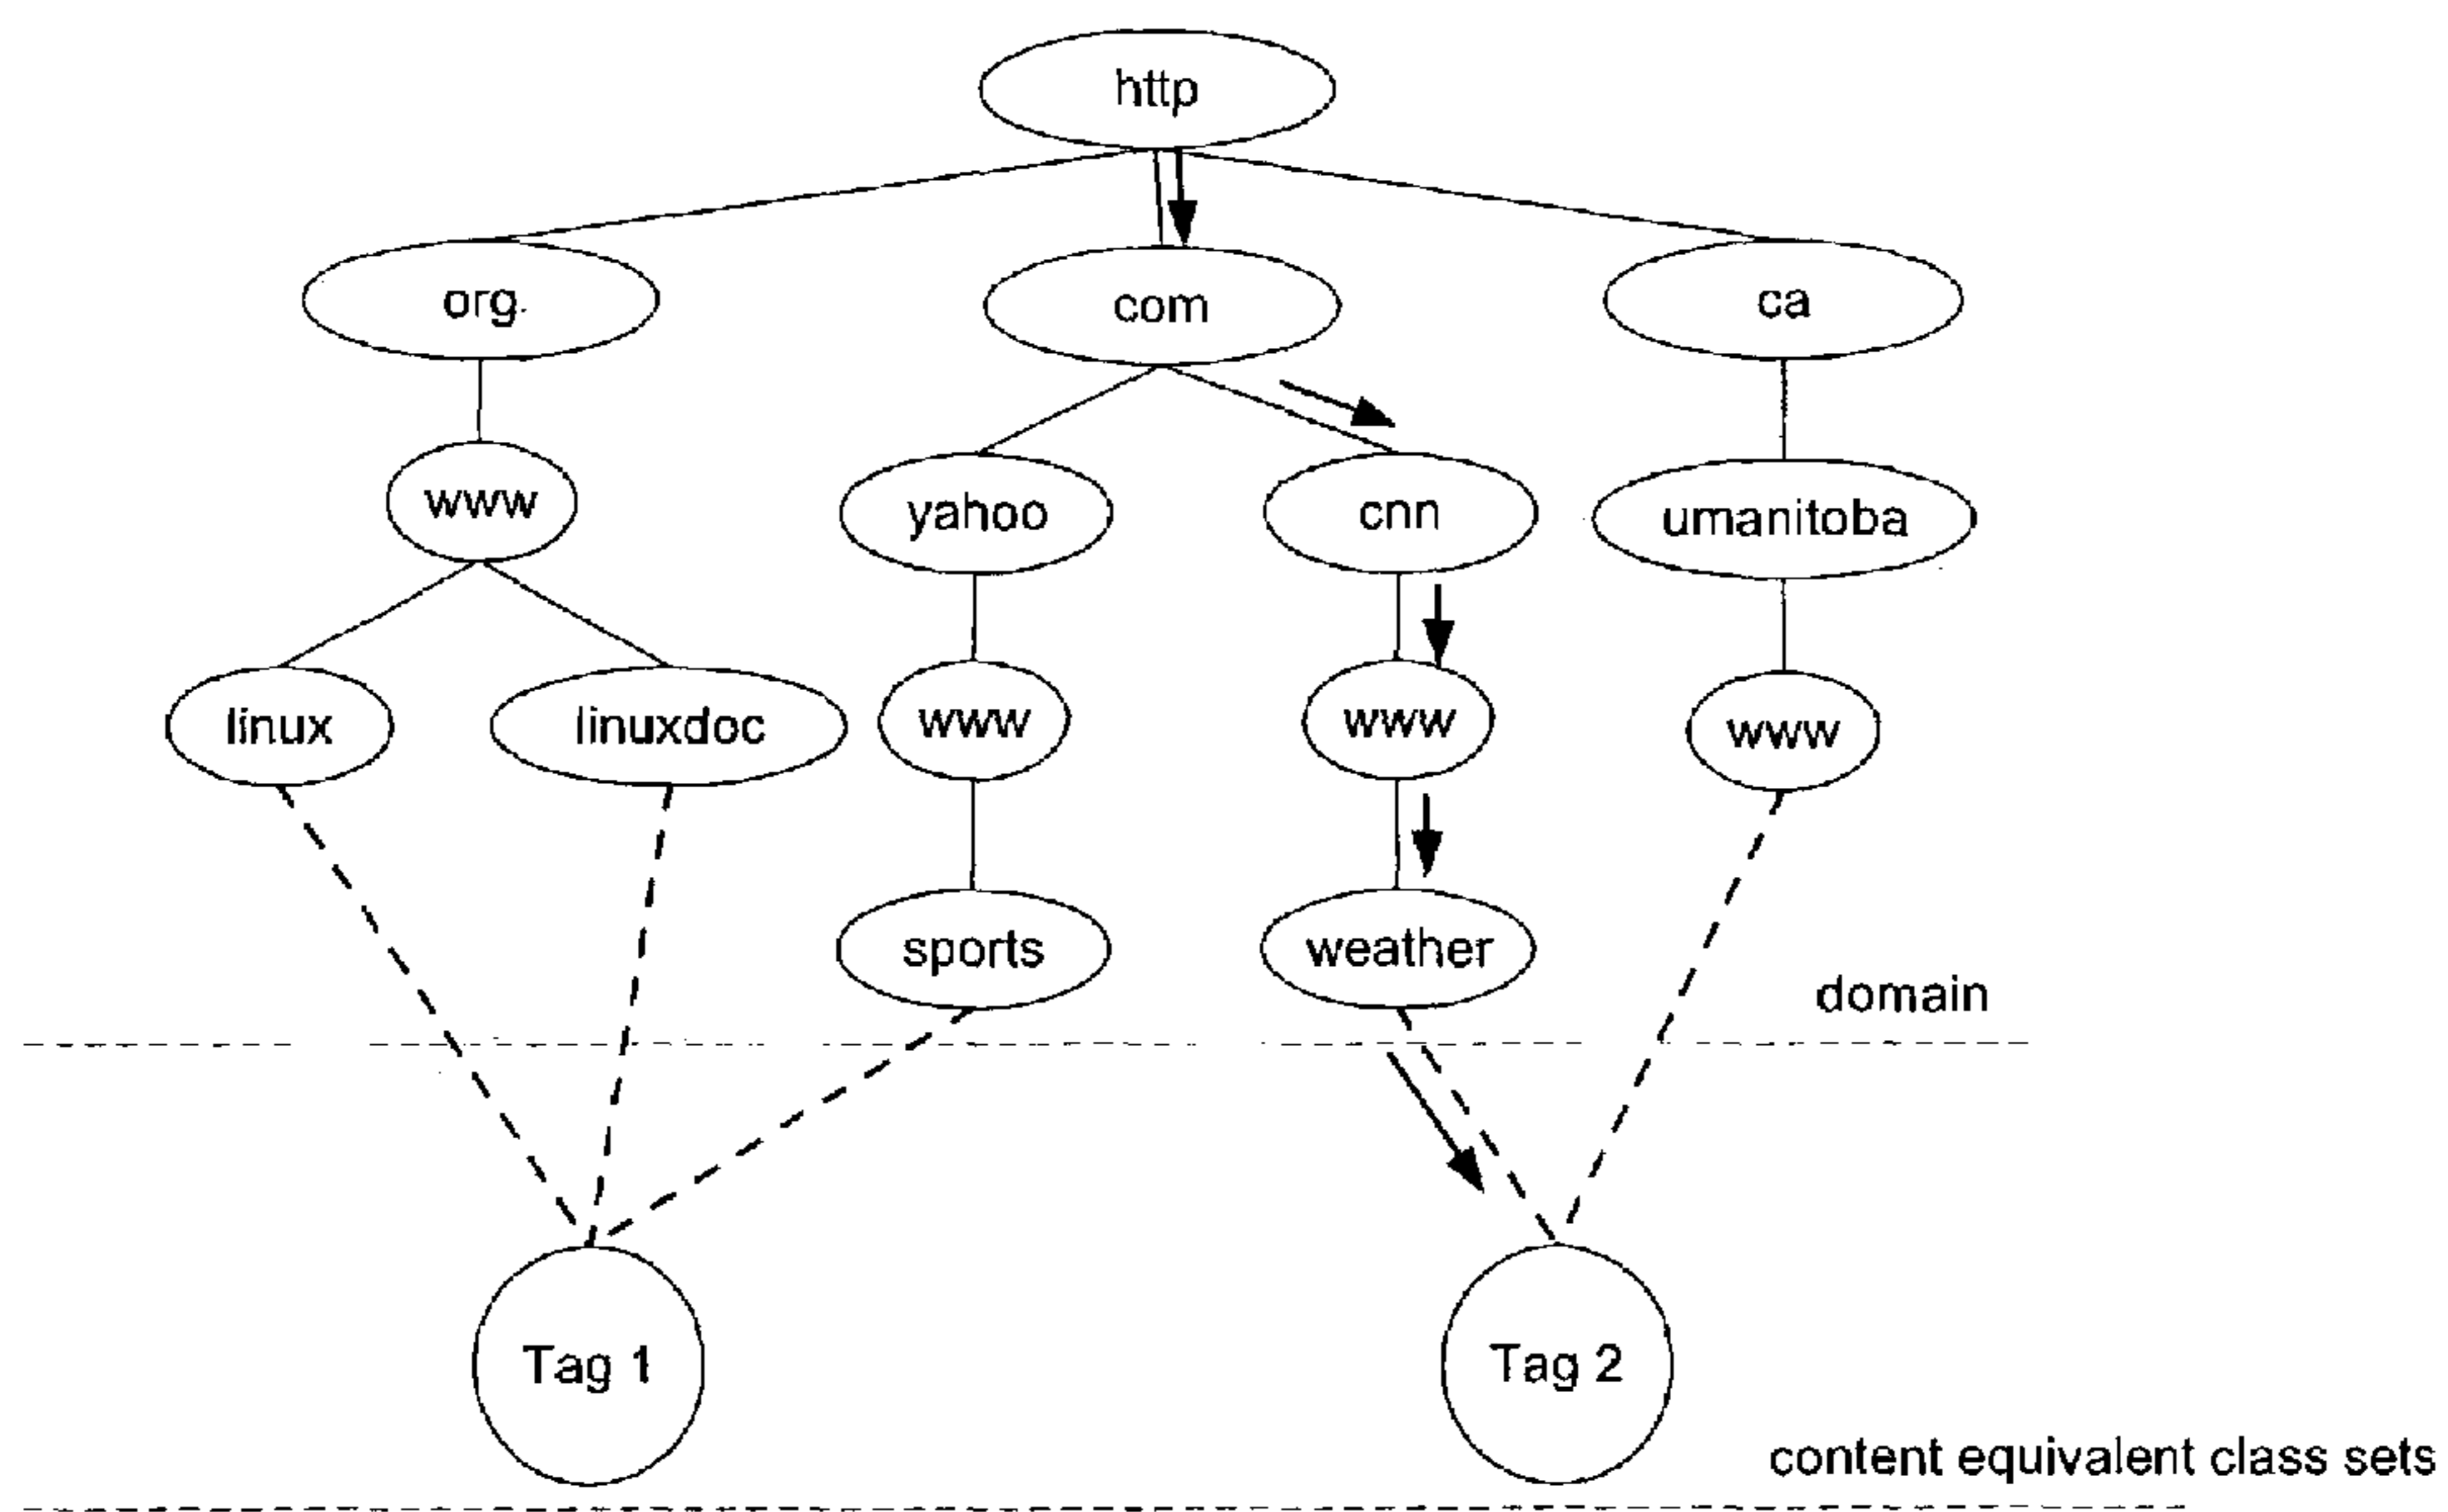 http
org
com
ca
www
yahoo
cnn
umanitoba
linux
linuxdoc
www
www
www
sports
weather
domain
Tag 1
Tag 2
content equivalent class sets